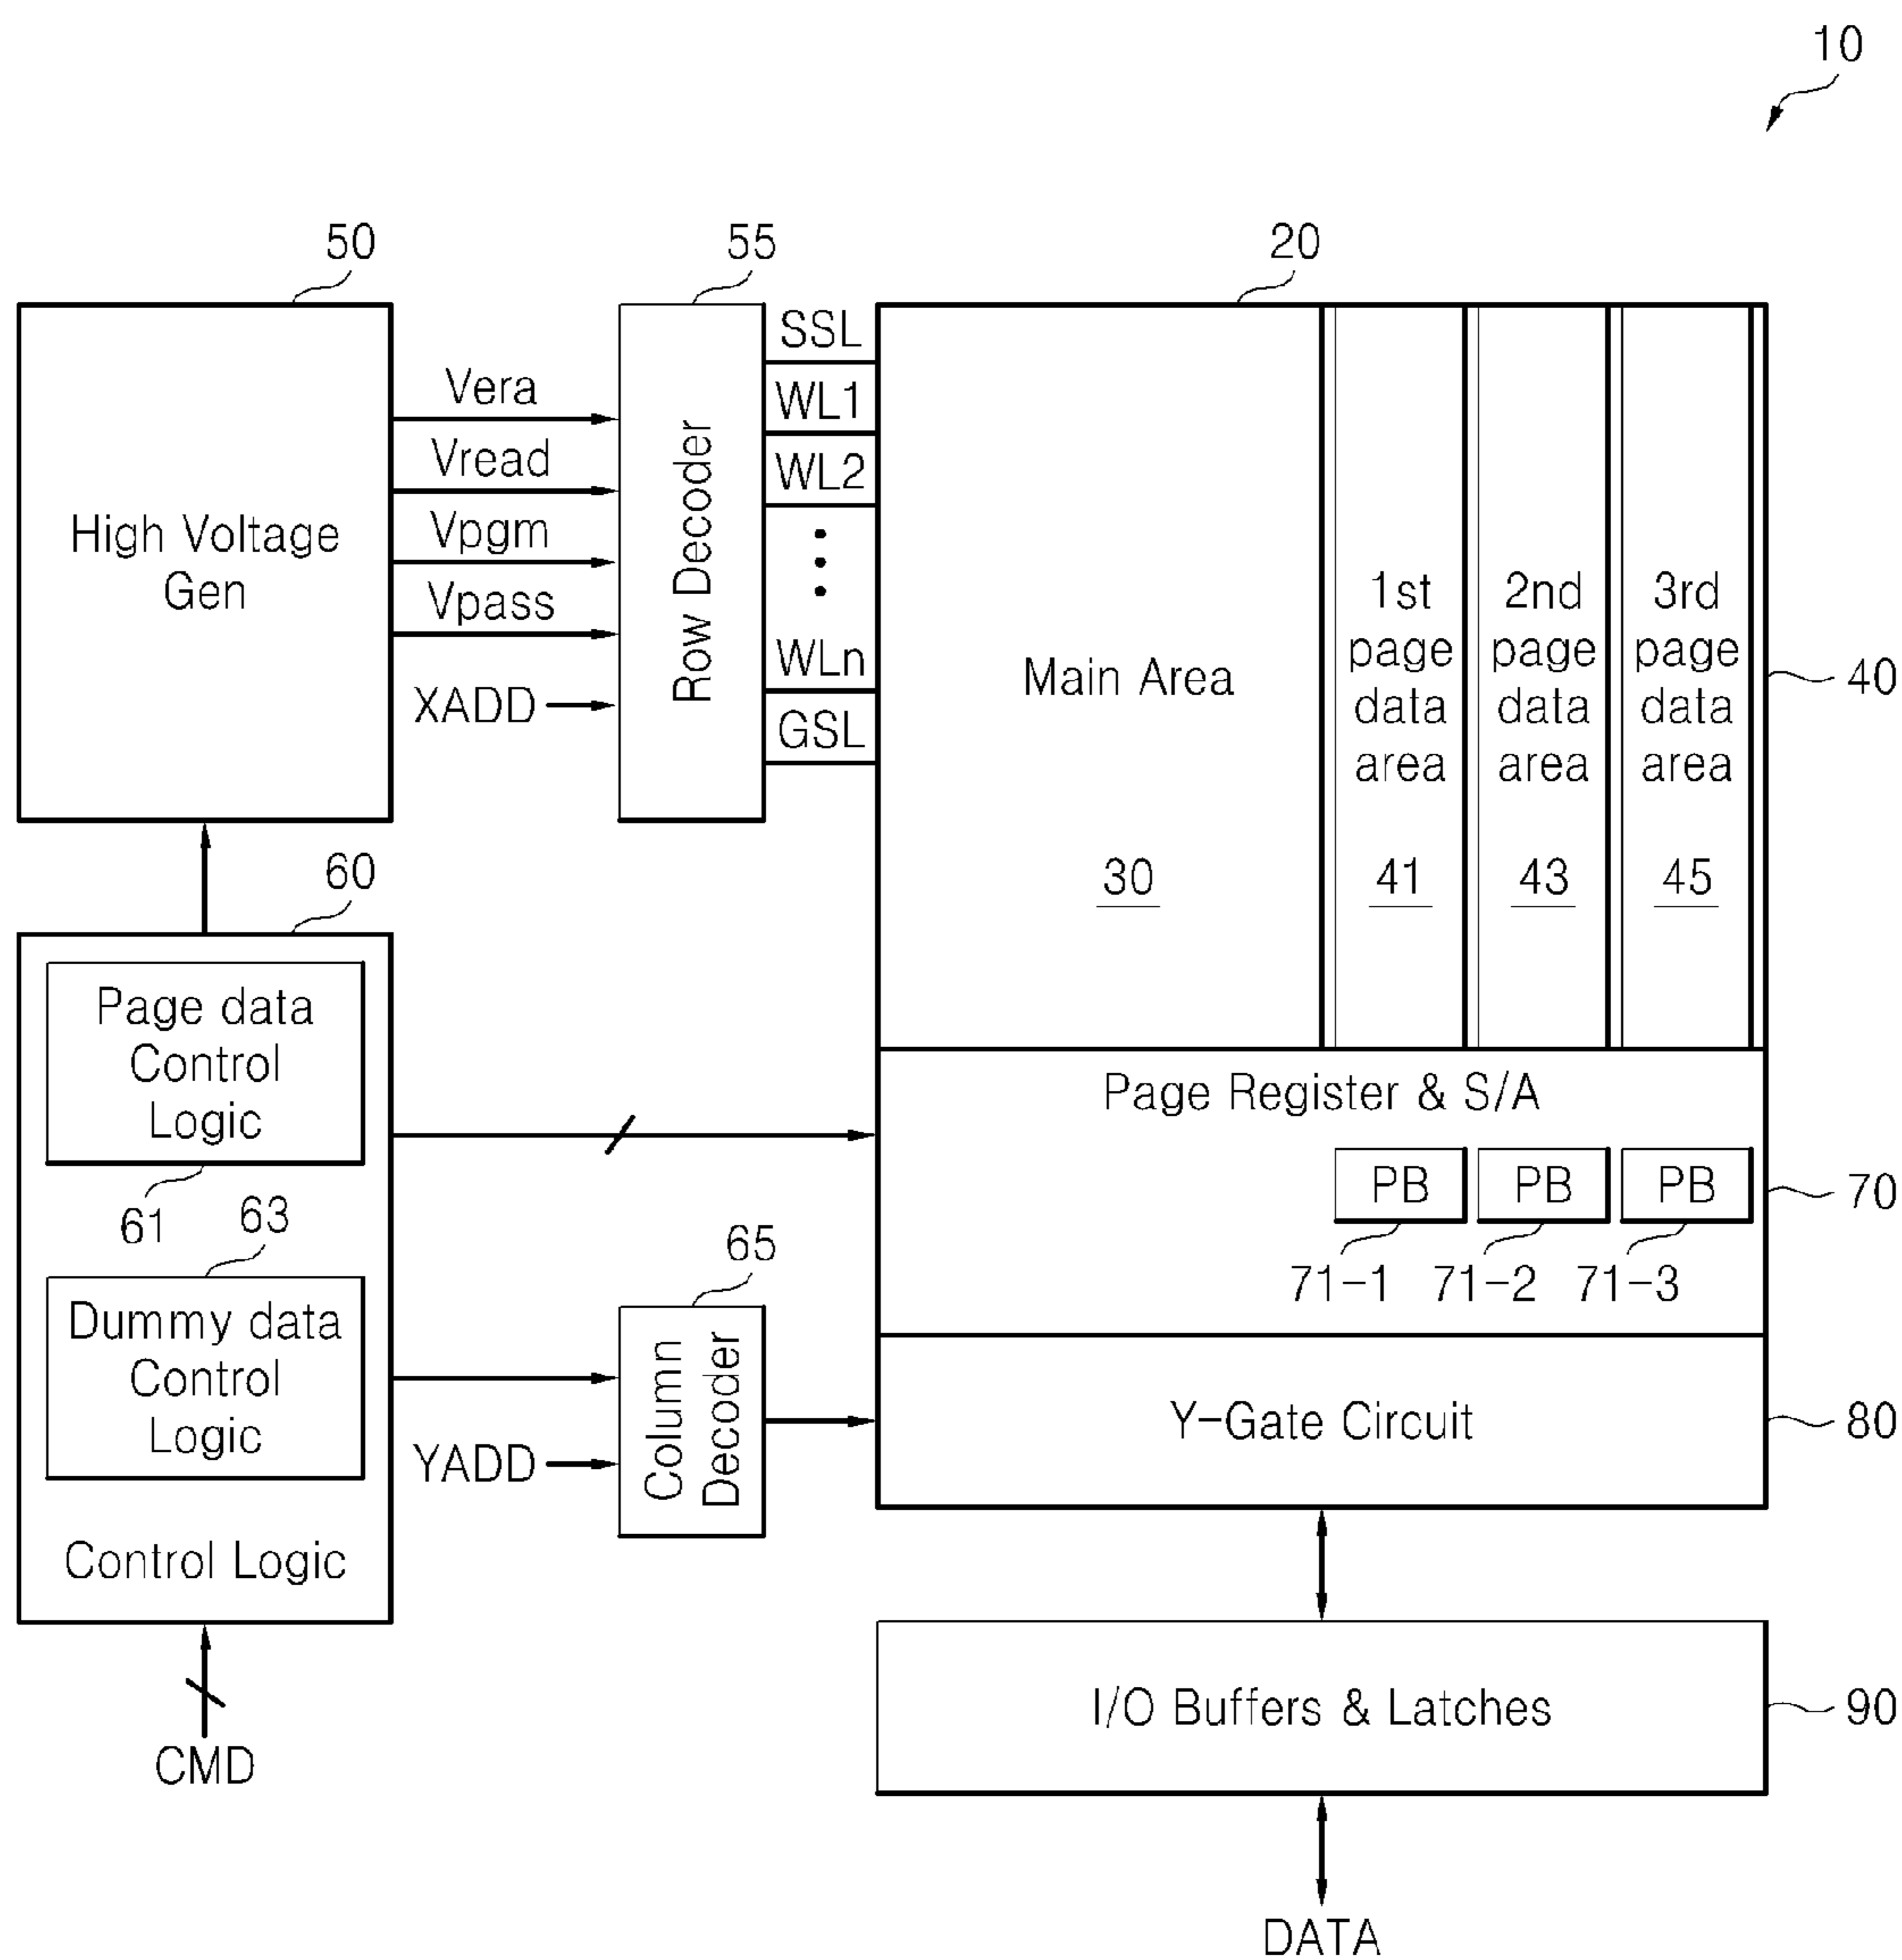 10
50
55
20
High Voltage
Gen
Vera
Vread
Vpgm
Vpass
XADD
Row Decoder
SSL
WL1
WL2
WLn
GSL
Main Area
30
1st
page
data
area
41
2nd
page
data
area
43
3rd
page
data
area
45
40
60
Page data
Control
Logic
61
63
Dummy data
Control
Logic
Control Logic
CMD
65
YADD
Column
Decoder
Page Register & S/A
PB
PB
PB
71-1
71-2
71-3
70
Y-Gate Circuit
80
I/O Buffers & Latches
90
DATA